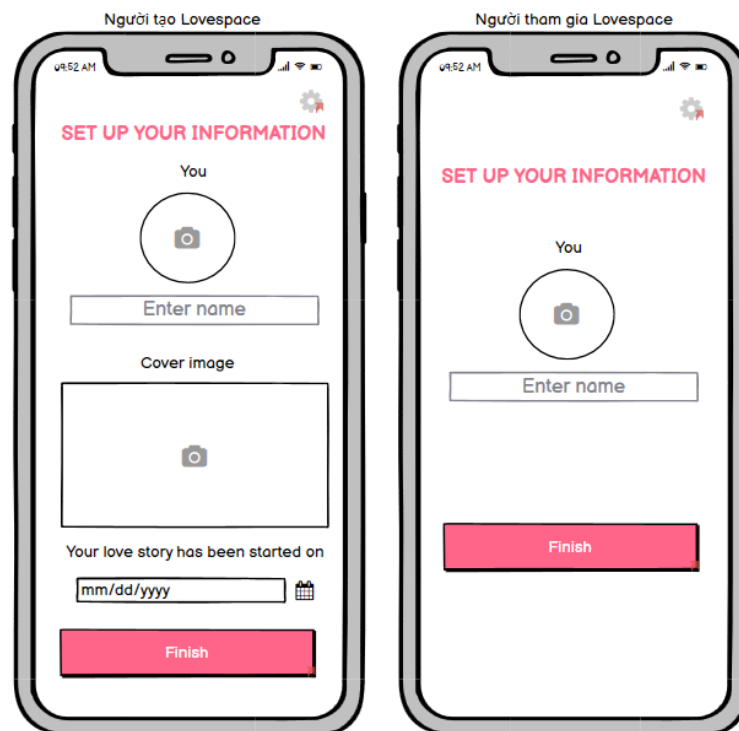 Người tạo Lovespace
09:52 AM
SET UP YOUR INFORMATION
You
Enter name
Cover image
Your love story has been started on
mm/dd/yyyy
Finish
Người tham gia Lovespace
09:52 AM
SET UP YOUR INFORMATION
You
Enter name
Finish